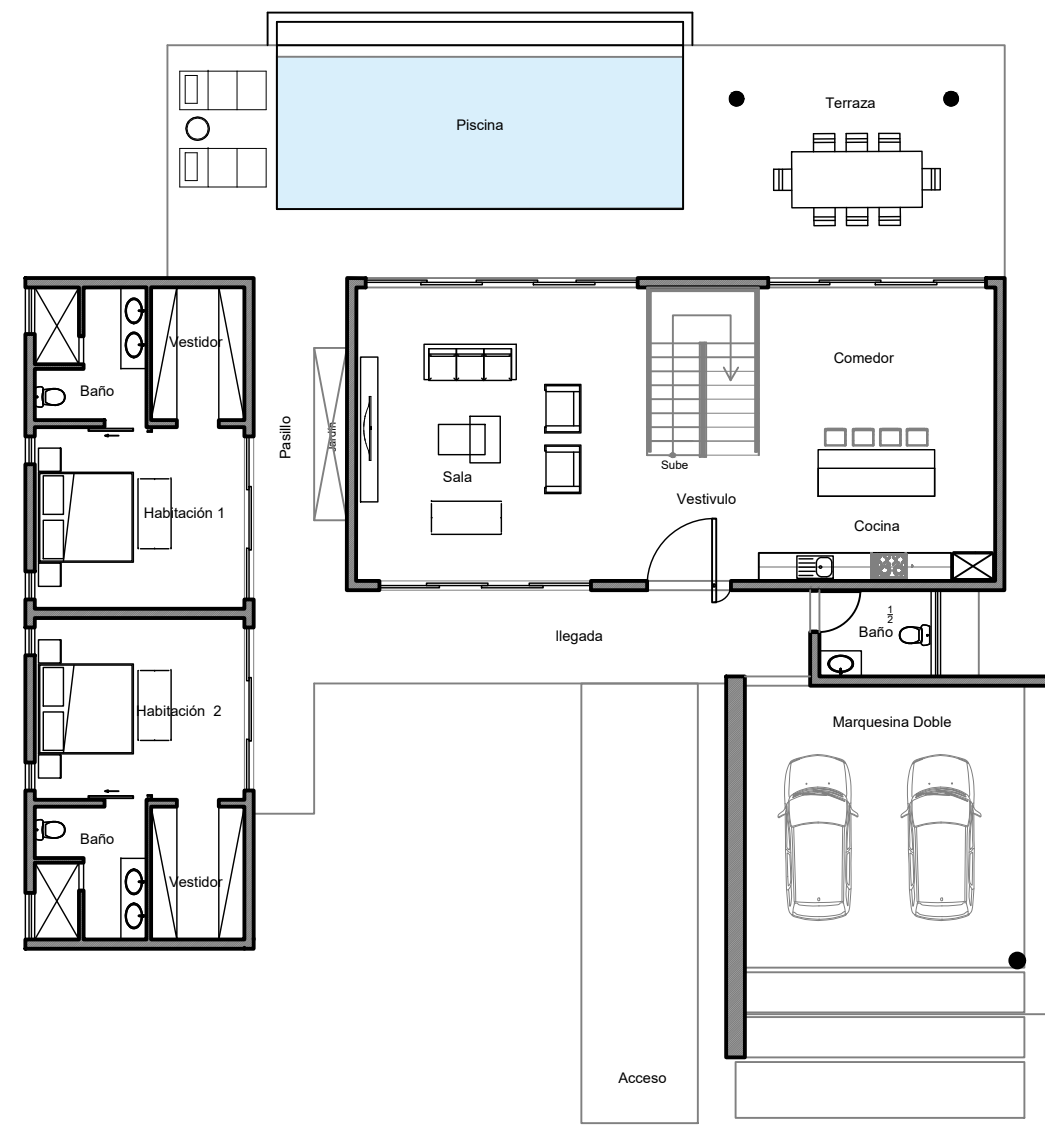 Piscina
Terraza
Vestidor
Baño
Pasillo
Jardin
Comedor
Sube
Sala
Vestivulo
Habitación 1
Cocina
1/2
Baño
llegada
Habitación 2
Marquesina Doble
Baño
Vestidor
Acceso